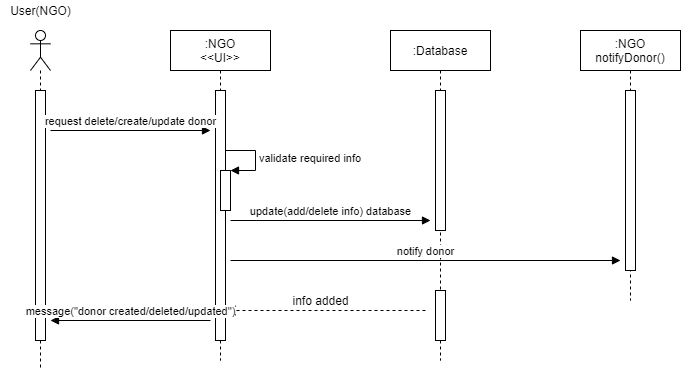 User(NGO)
:NGO
<<UI>>
:Database
:NGO
notifyDonor()
request delete/create/update donor
validate required info
update(add/delete info) database
notify donor
info added
message("donor created/deleted/updated")